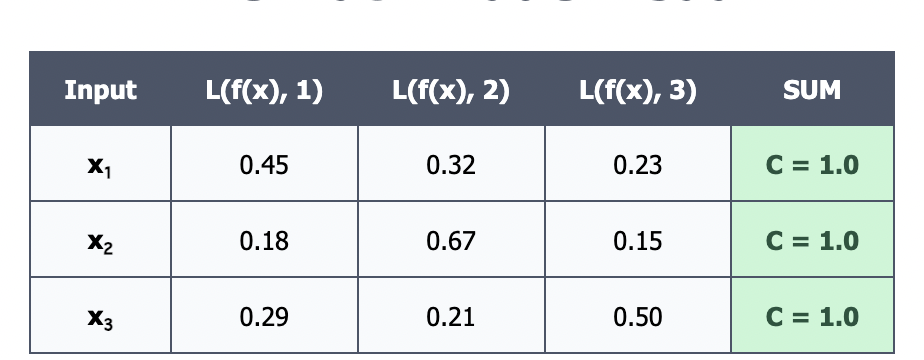 Input L(f(x), 1) L(f(x), 2) L(f(x), 3) SUM
x₁ 0.45 0.32 0.23 C = 1.0
x₂ 0.18 0.67 0.15 C = 1.0
x₃ 0.29 0.21 0.50 C = 1.0